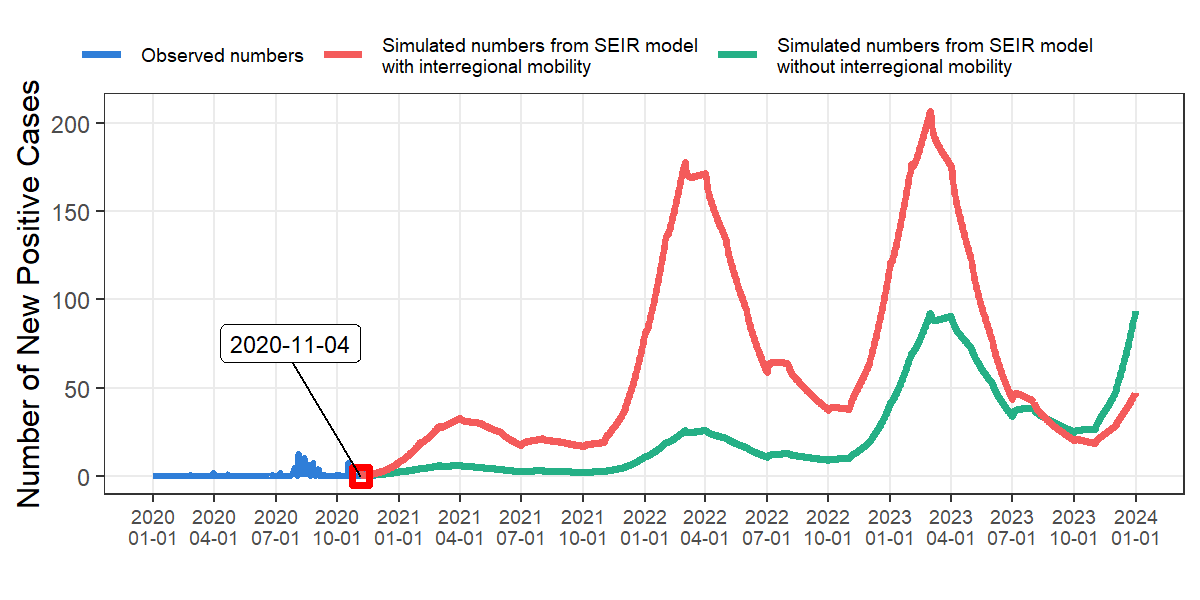 Observed numbers
Simulated numbers from SEIR model
with interregional mobility
Simulated numbers from SEIR model
without interregional mobility
Number of New Positive Cases
200
150
100
50
0
2020-11-04
2020 2020 2020 2020 2021 2021 2021 2021 2022 2022 2022 2022 2023 2023 2023 2023 2024
01-01 04-01 07-01 10-01 01-01 04-01 07-01 10-01 01-01 04-01 07-01 10-01 01-01 04-01 07-01 10-01 01-01